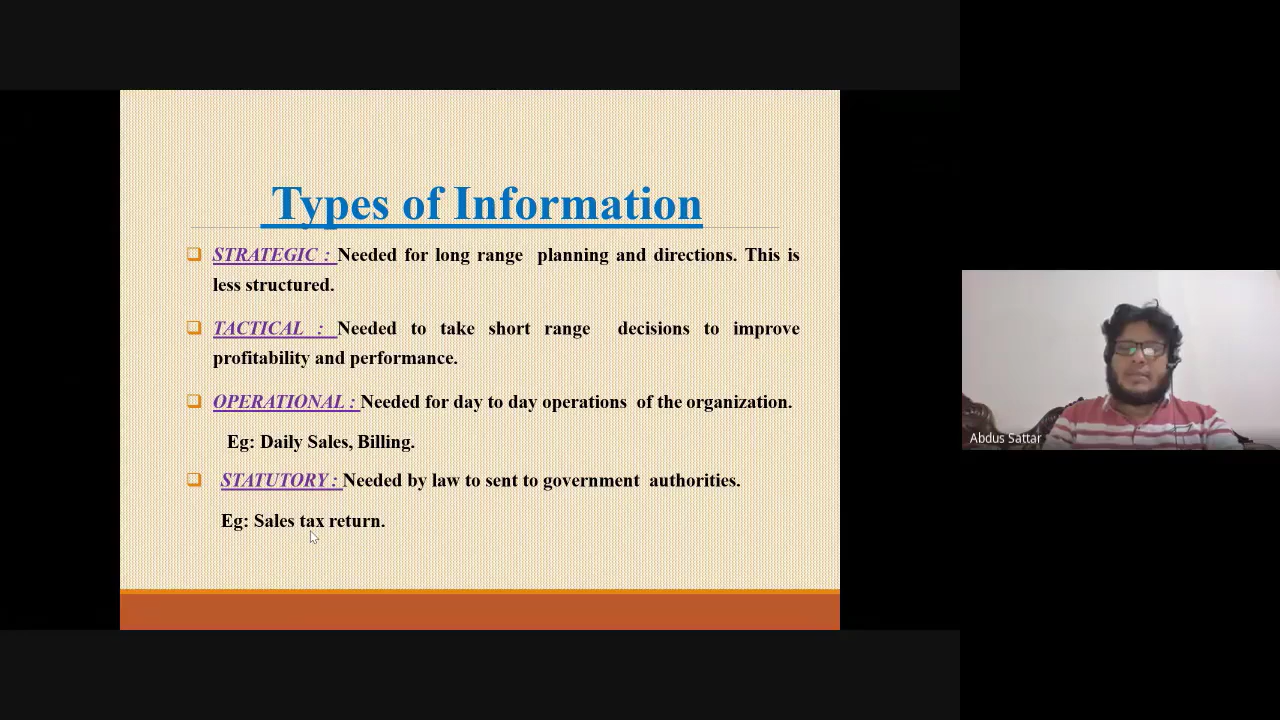 Types of Information
STRATEGIC : Needed for long range planning and directions. This is
less structured.
TACTICAL : Needed to take short range decisions to improve
profitability and performance.
OPERATIONAL : Needed for day to day operations of the organization.
Eg: Daily Sales, Billing.
STATUTORY : Needed by law to sent to government authorities.
Eg: Sales tax return.
Abdus Sattar